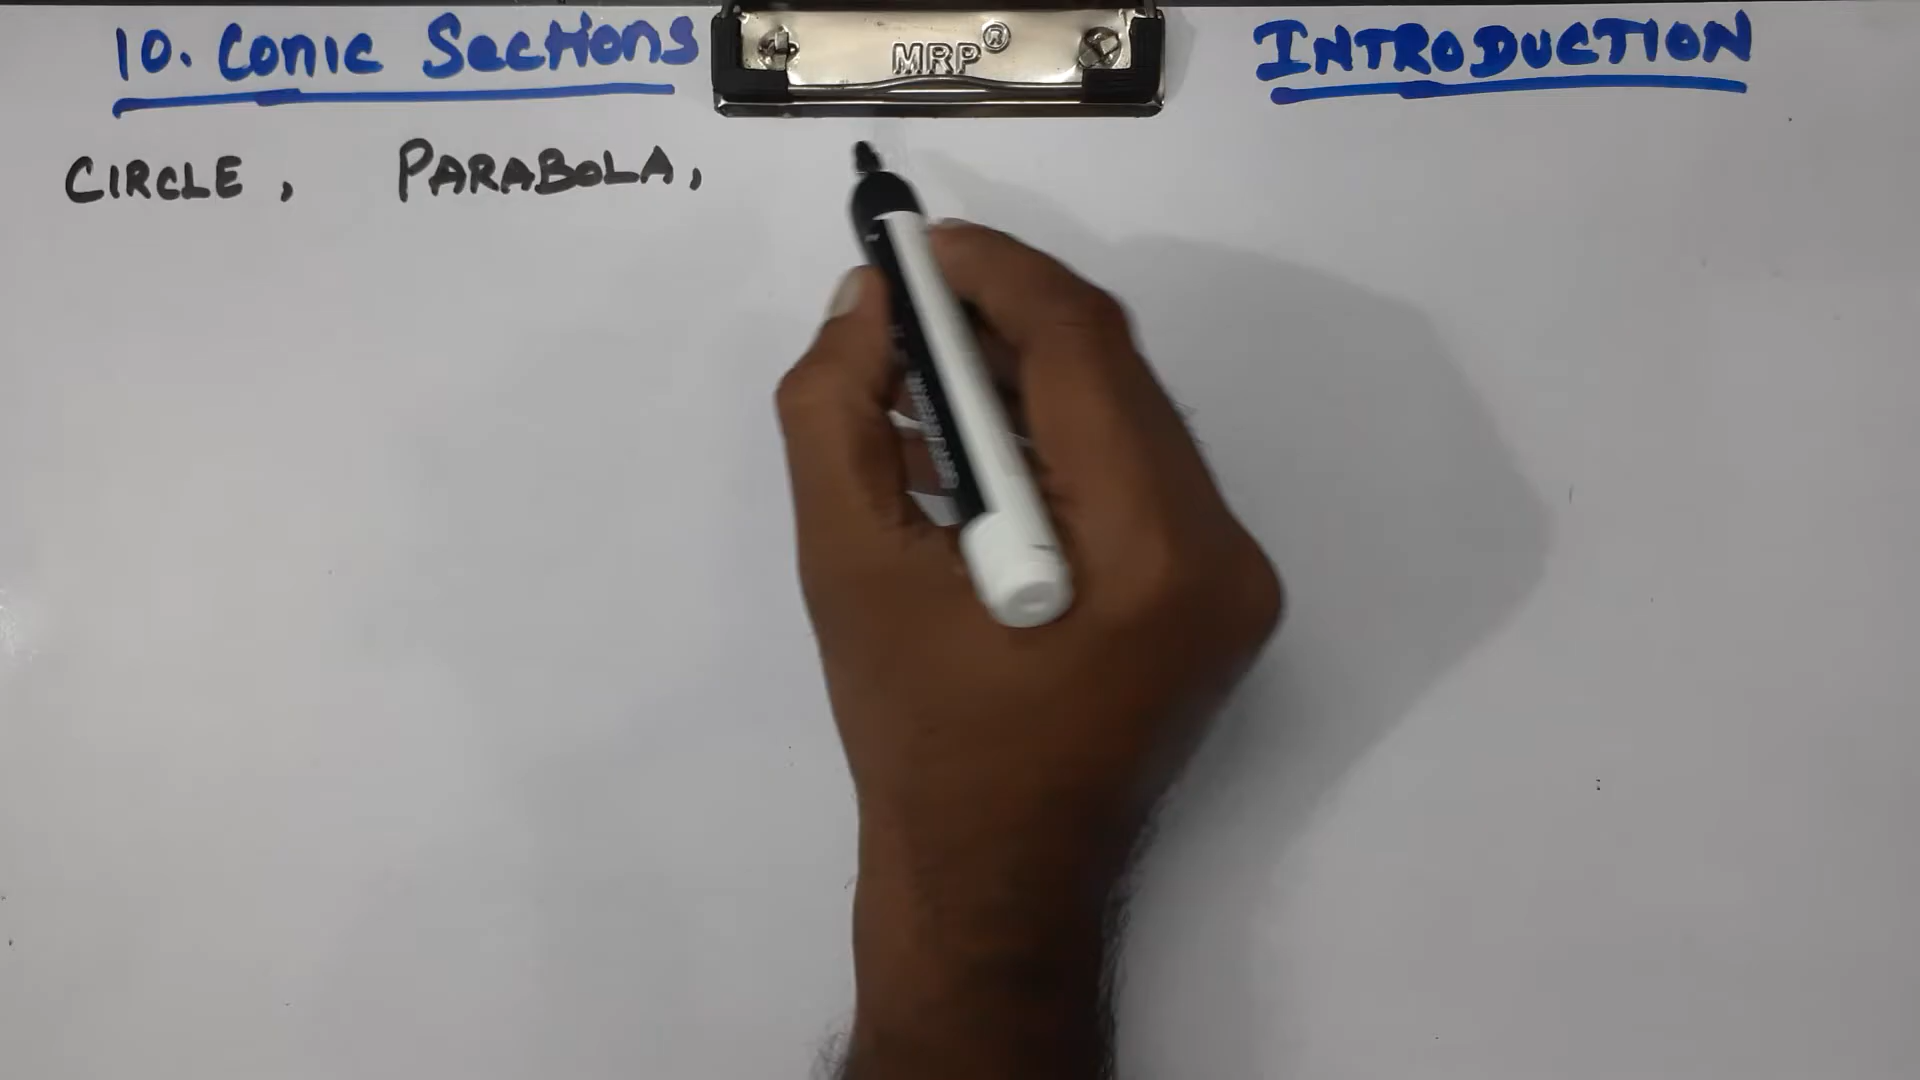 10. Conic Sections MRP® INTRODUCTION
CIRCLE, PARABOLA,